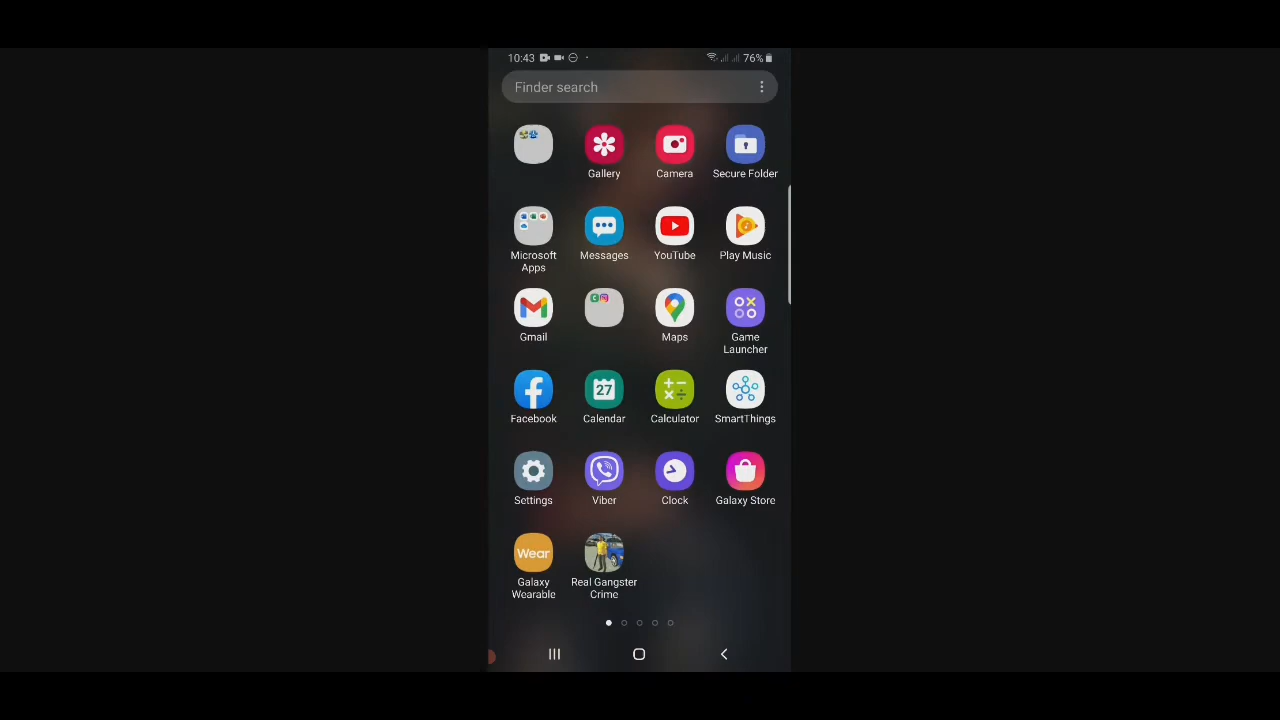 10:43
76%
Finder search
Gallery
Camera
Secure Folder
Microsoft
Apps
Messages
YouTube
Play Music
Gmail
Maps
Game
Launcher
Facebook
27
Calendar
Calculator
SmartThings
Settings
Viber
Clock
Galaxy Store
Wear
Galaxy
Wearable
Real Gangster
Crime